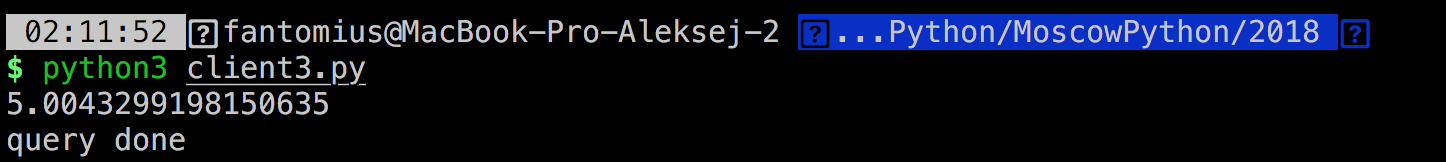 02:11:52 fantomius@MacBook-Pro-Aleksej-2 ...Python/MoscowPython/2018
$ python3 client3.py
5.0043299198150635
query done